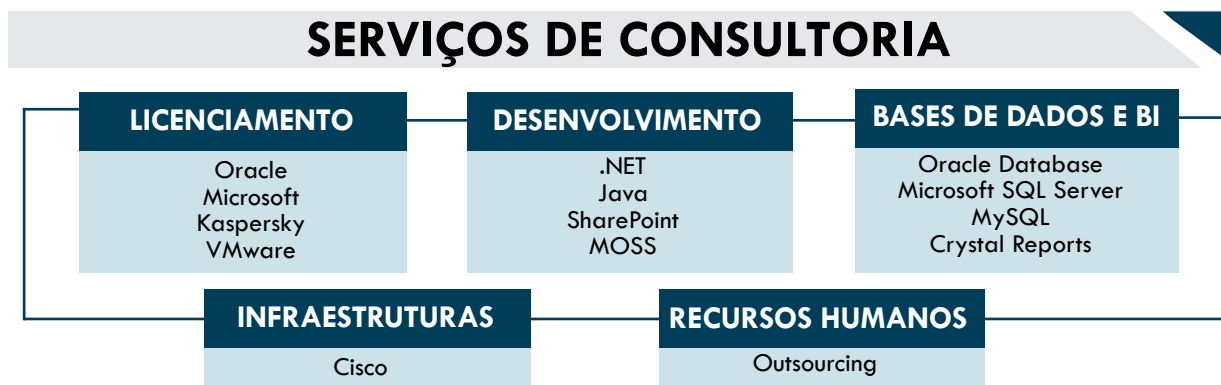 SERVIÇOS DE CONSULTORIA
LICENCIAMENTO
Oracle
Microsoft
Kaspersky
VMware
DESENVOLVIMENTO
.NET
Java
SharePoint
MOSS
BASES DE DADOS E BI
Oracle Database
Microsoft SQL Server
MySQL
Crystal Reports
INFRAESTRUTURAS
Cisco
RECURSOS HUMANOS
Outsourcing